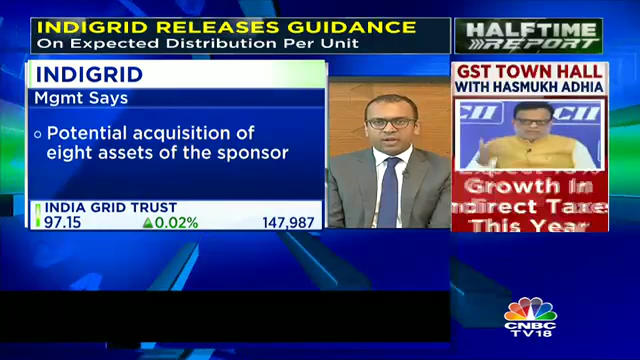 INDIGRID RELEASES GUIDANCE
On Expected Distribution Per Unit
HALFTIME
REPORT
INDIGRID
Mgmt Says
Potential acquisition of
eight assets of the sponsor
INDIA GRID TRUST
97.15 0.02% 147,987
GST TOWN HALL
WITH HASMUKH ADHIA
CII
Growth In
Indirect Taxes
This Year
CNBC
TV18